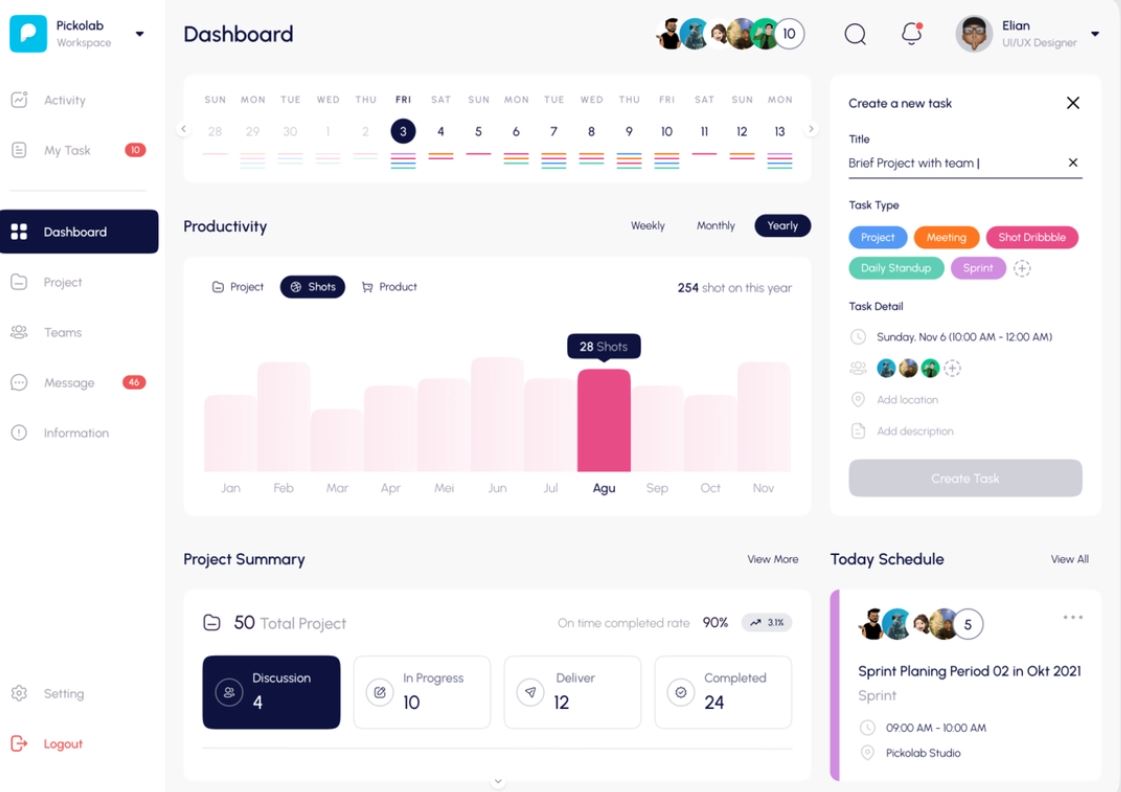 Pickolab
Workspace
Activity
My Task 10
Dashboard
Project
Teams
Message 46
Information
Setting
Logout
Dashboard
10
Elian
UI/UX Designer
SUN MON TUE WED THU FRI SAT SUN MON TUE WED THU FRI SAT SUN MON
28 29 30 1 2 3 4 5 6 7 8 9 10 11 12 13
Productivity
Weekly Monthly Yearly
Project Shots Product
254 shot on this year
28 Shots
Jan Feb Mar Apr Mei Jun Jul Agu Sep Oct Nov
Create a new task
Title
Brief Project with team |
Task Type
Project Meeting Shot Dribbble
Daily Standup Sprint
Task Detail
Sunday, Nov 6 (10:00 AM - 12:00 AM)
Add location
Add description
Create Task
Project Summary
View More
50 Total Project
On time completed rate 90% 3.1%
Discussion
4
In Progress
10
Deliver
12
Completed
24
Today Schedule
View All
5
Sprint Planing Period 02 in Okt 2021
Sprint
09:00 AM - 10:00 AM
Pickolab Studio